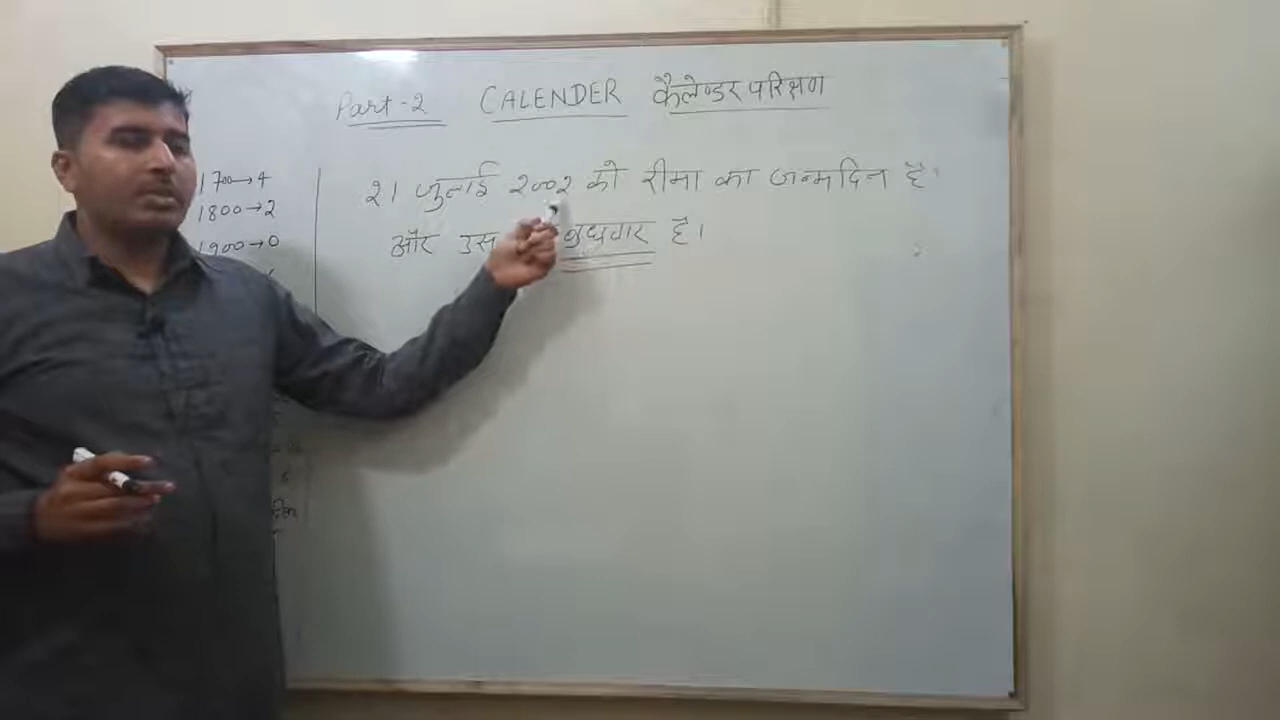 Part-2 CALENDER कैलेण्डर परिक्षण
1700→4
1800→2
1900→0
21 जुलाई 2002 को रीमा का जन्मदिन है।
और उस बुधवार है।
6